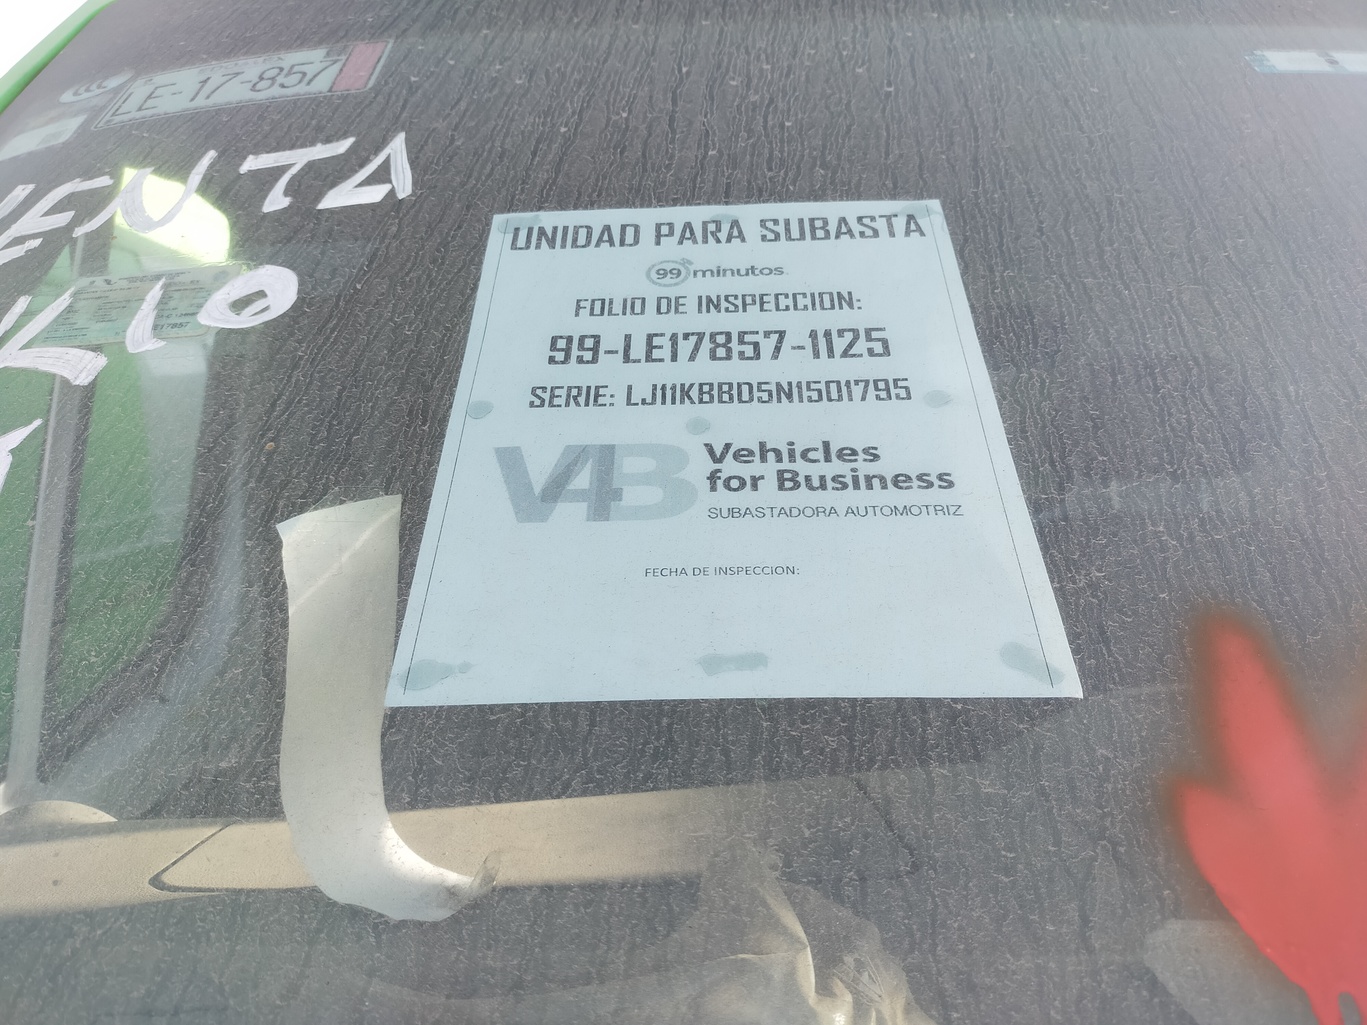 LE-17-857
ENTA
UNIDAD PARA SUBASTA
99 minutos
FOLIO DE INSPECCION:
99-LE17857-1125
SERIE: LJ11KBBD5N1501795
V4B Vehicles
for Business
SUBASTADORA AUTOMOTRIZ
FECHA DE INSPECCION: